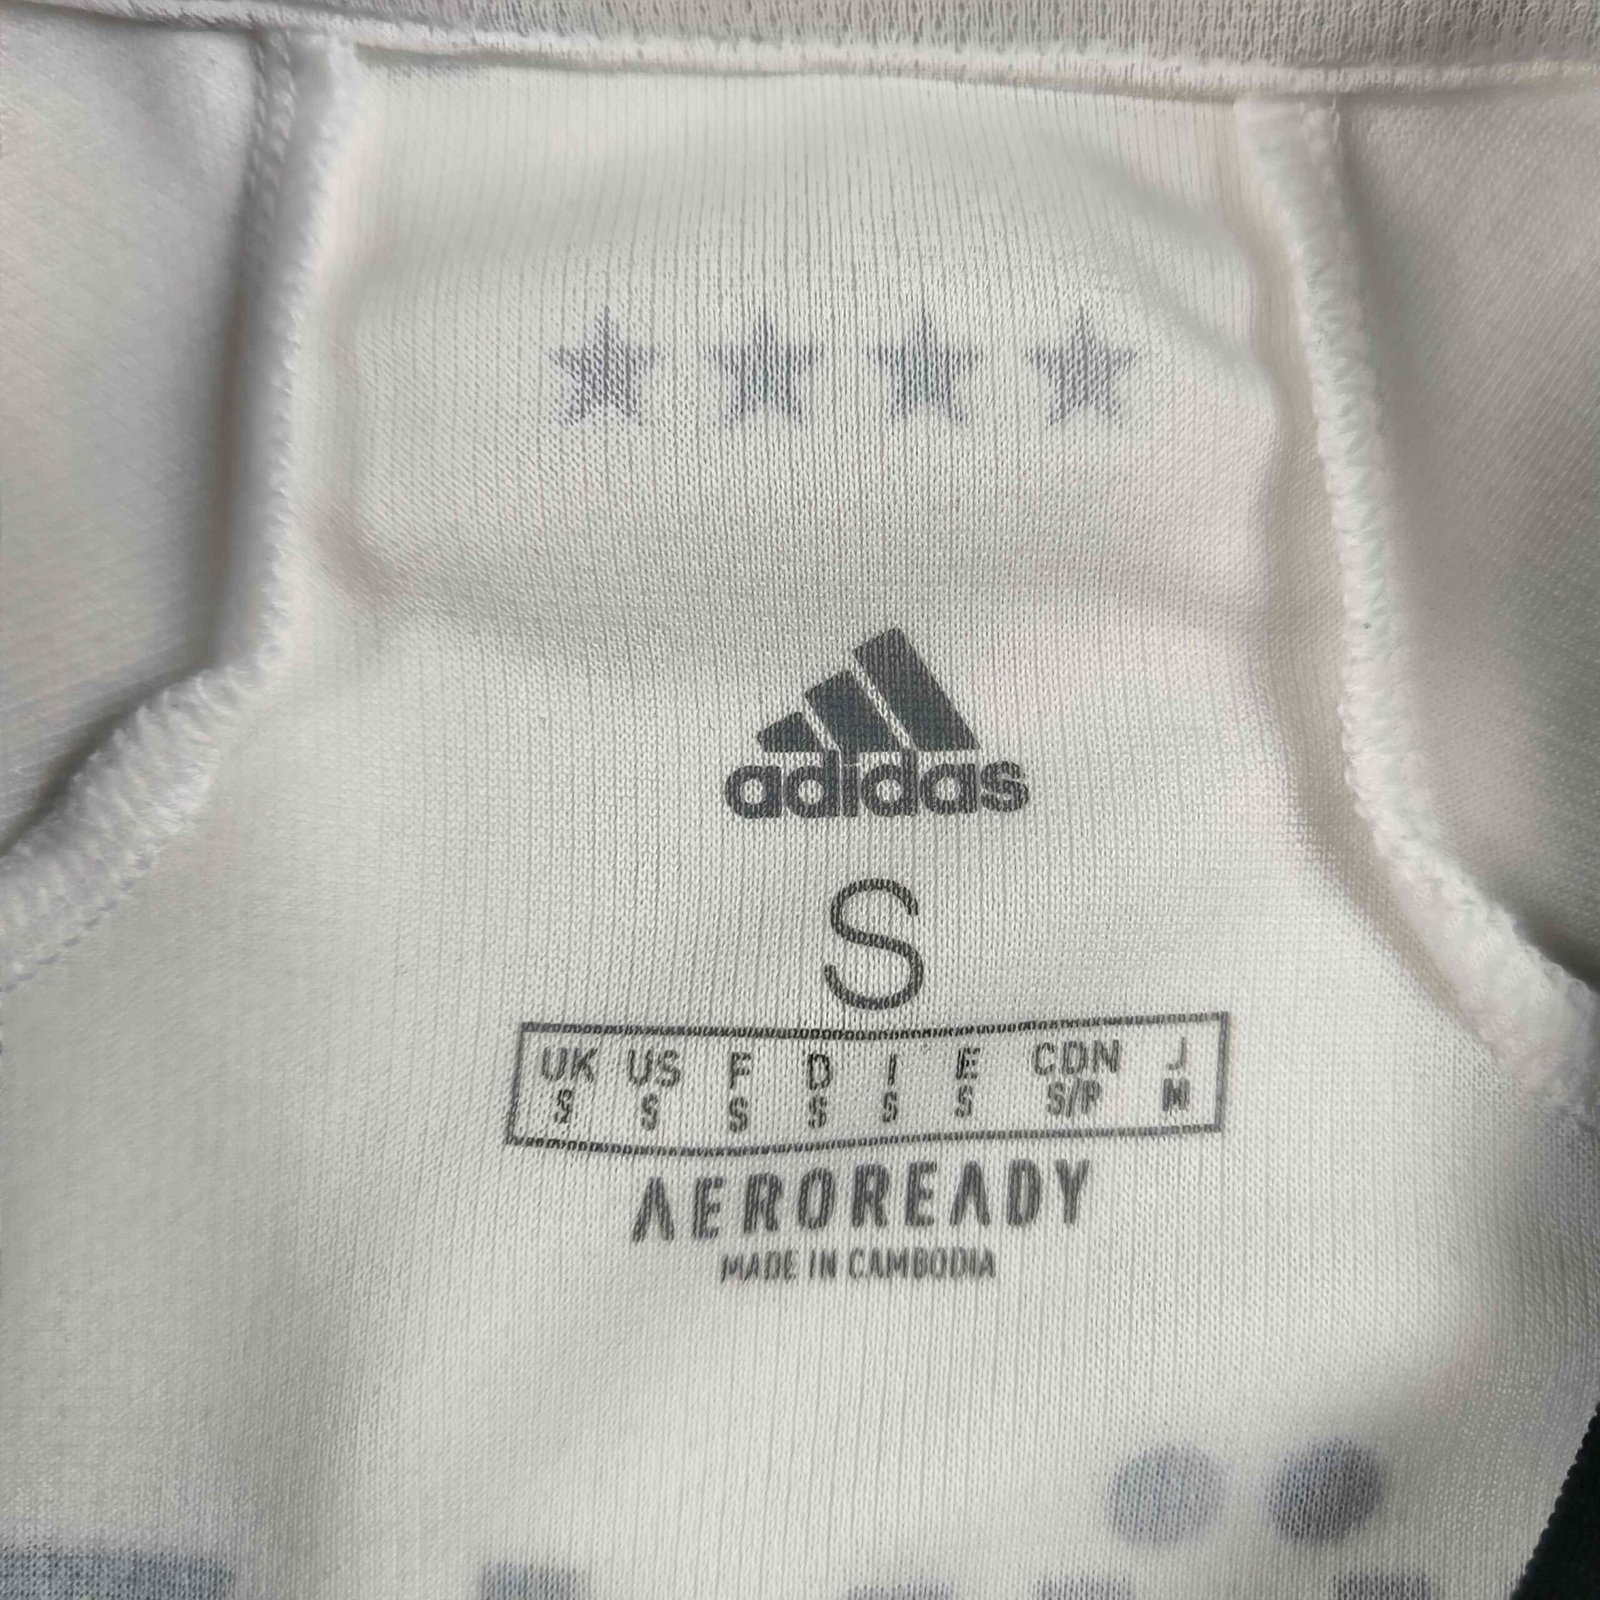 adidas
S
UK US F D I E CDN J
S S S S S S S/P M
AEROREADY
MADE IN CAMBODIA